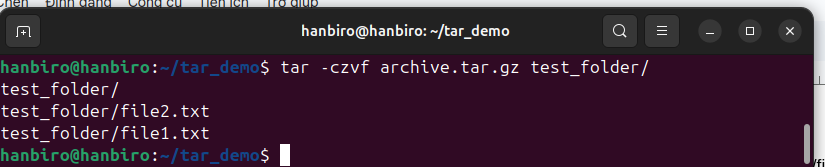 Chèn Định dạng Công cụ Tiện ích Trợ giúp
hanbiro@hanbiro: ~/tar_demo
hanbiro@hanbiro:~/tar_demo$ tar -czvf archive.tar.gz test_folder/
test_folder/
test_folder/file2.txt
test_folder/file1.txt
hanbiro@hanbiro:~/tar_demo$